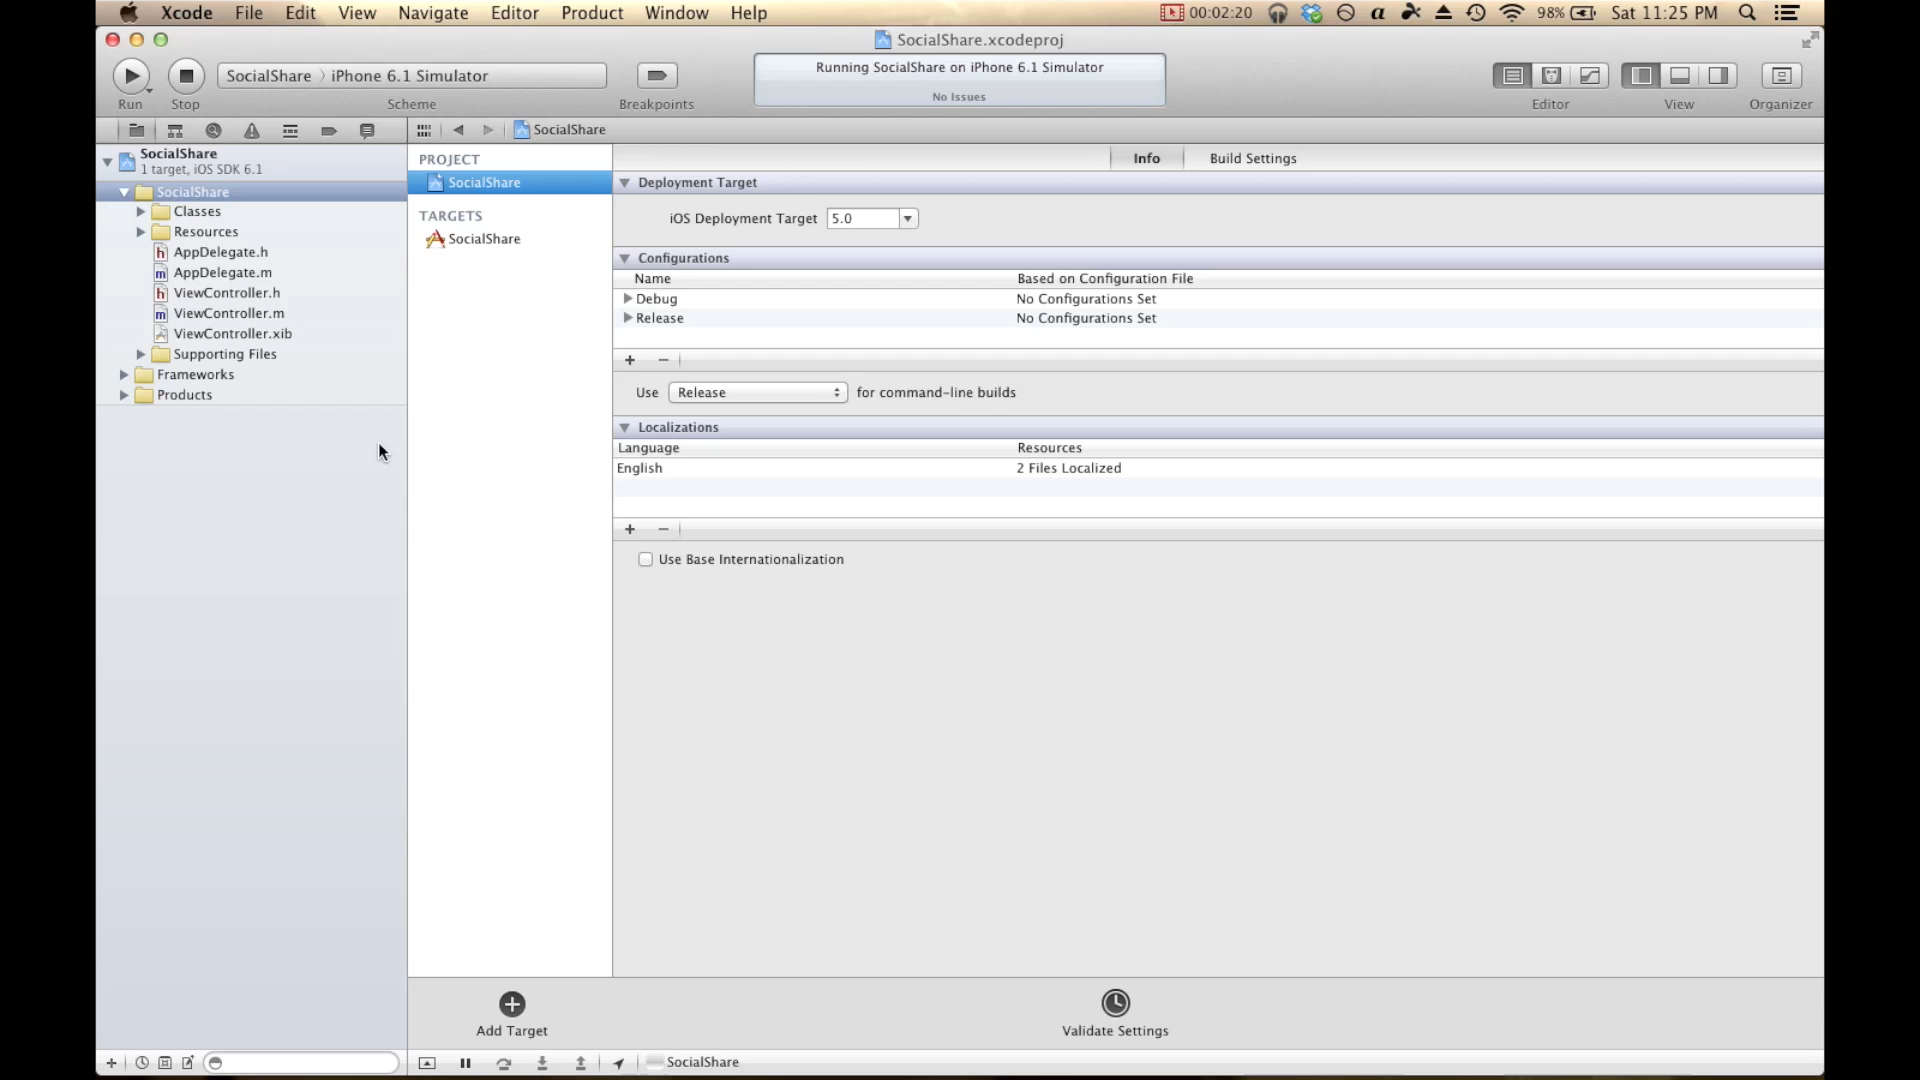 Xcode File Edit View Navigate Editor Product Window Help 00:02:20 a 98% Sat 11:25 PM
SocialShare.xcodeproj
SocialShare iPhone 6.1 Simulator
Running SocialShare on iPhone 6.1 Simulator
No Issues
Run Stop Scheme Breakpoints Editor View Organizer
SocialShare
SocialShare
1 target, iOS SDK 6.1
SocialShare
Classes
Resources
h AppDelegate.h
m AppDelegate.m
h ViewController.h
m ViewController.m
ViewController.xib
Supporting Files
Frameworks
Products
PROJECT
SocialShare
TARGETS
SocialShare
Info Build Settings
Deployment Target
iOS Deployment Target 5.0
Configurations
Name Based on Configuration File
Debug No Configurations Set
Release No Configurations Set
+ −
Use Release for command-line builds
Localizations
Language Resources
English 2 Files Localized
+ −
Use Base Internationalization
Add Target Validate Settings
+ SocialShare